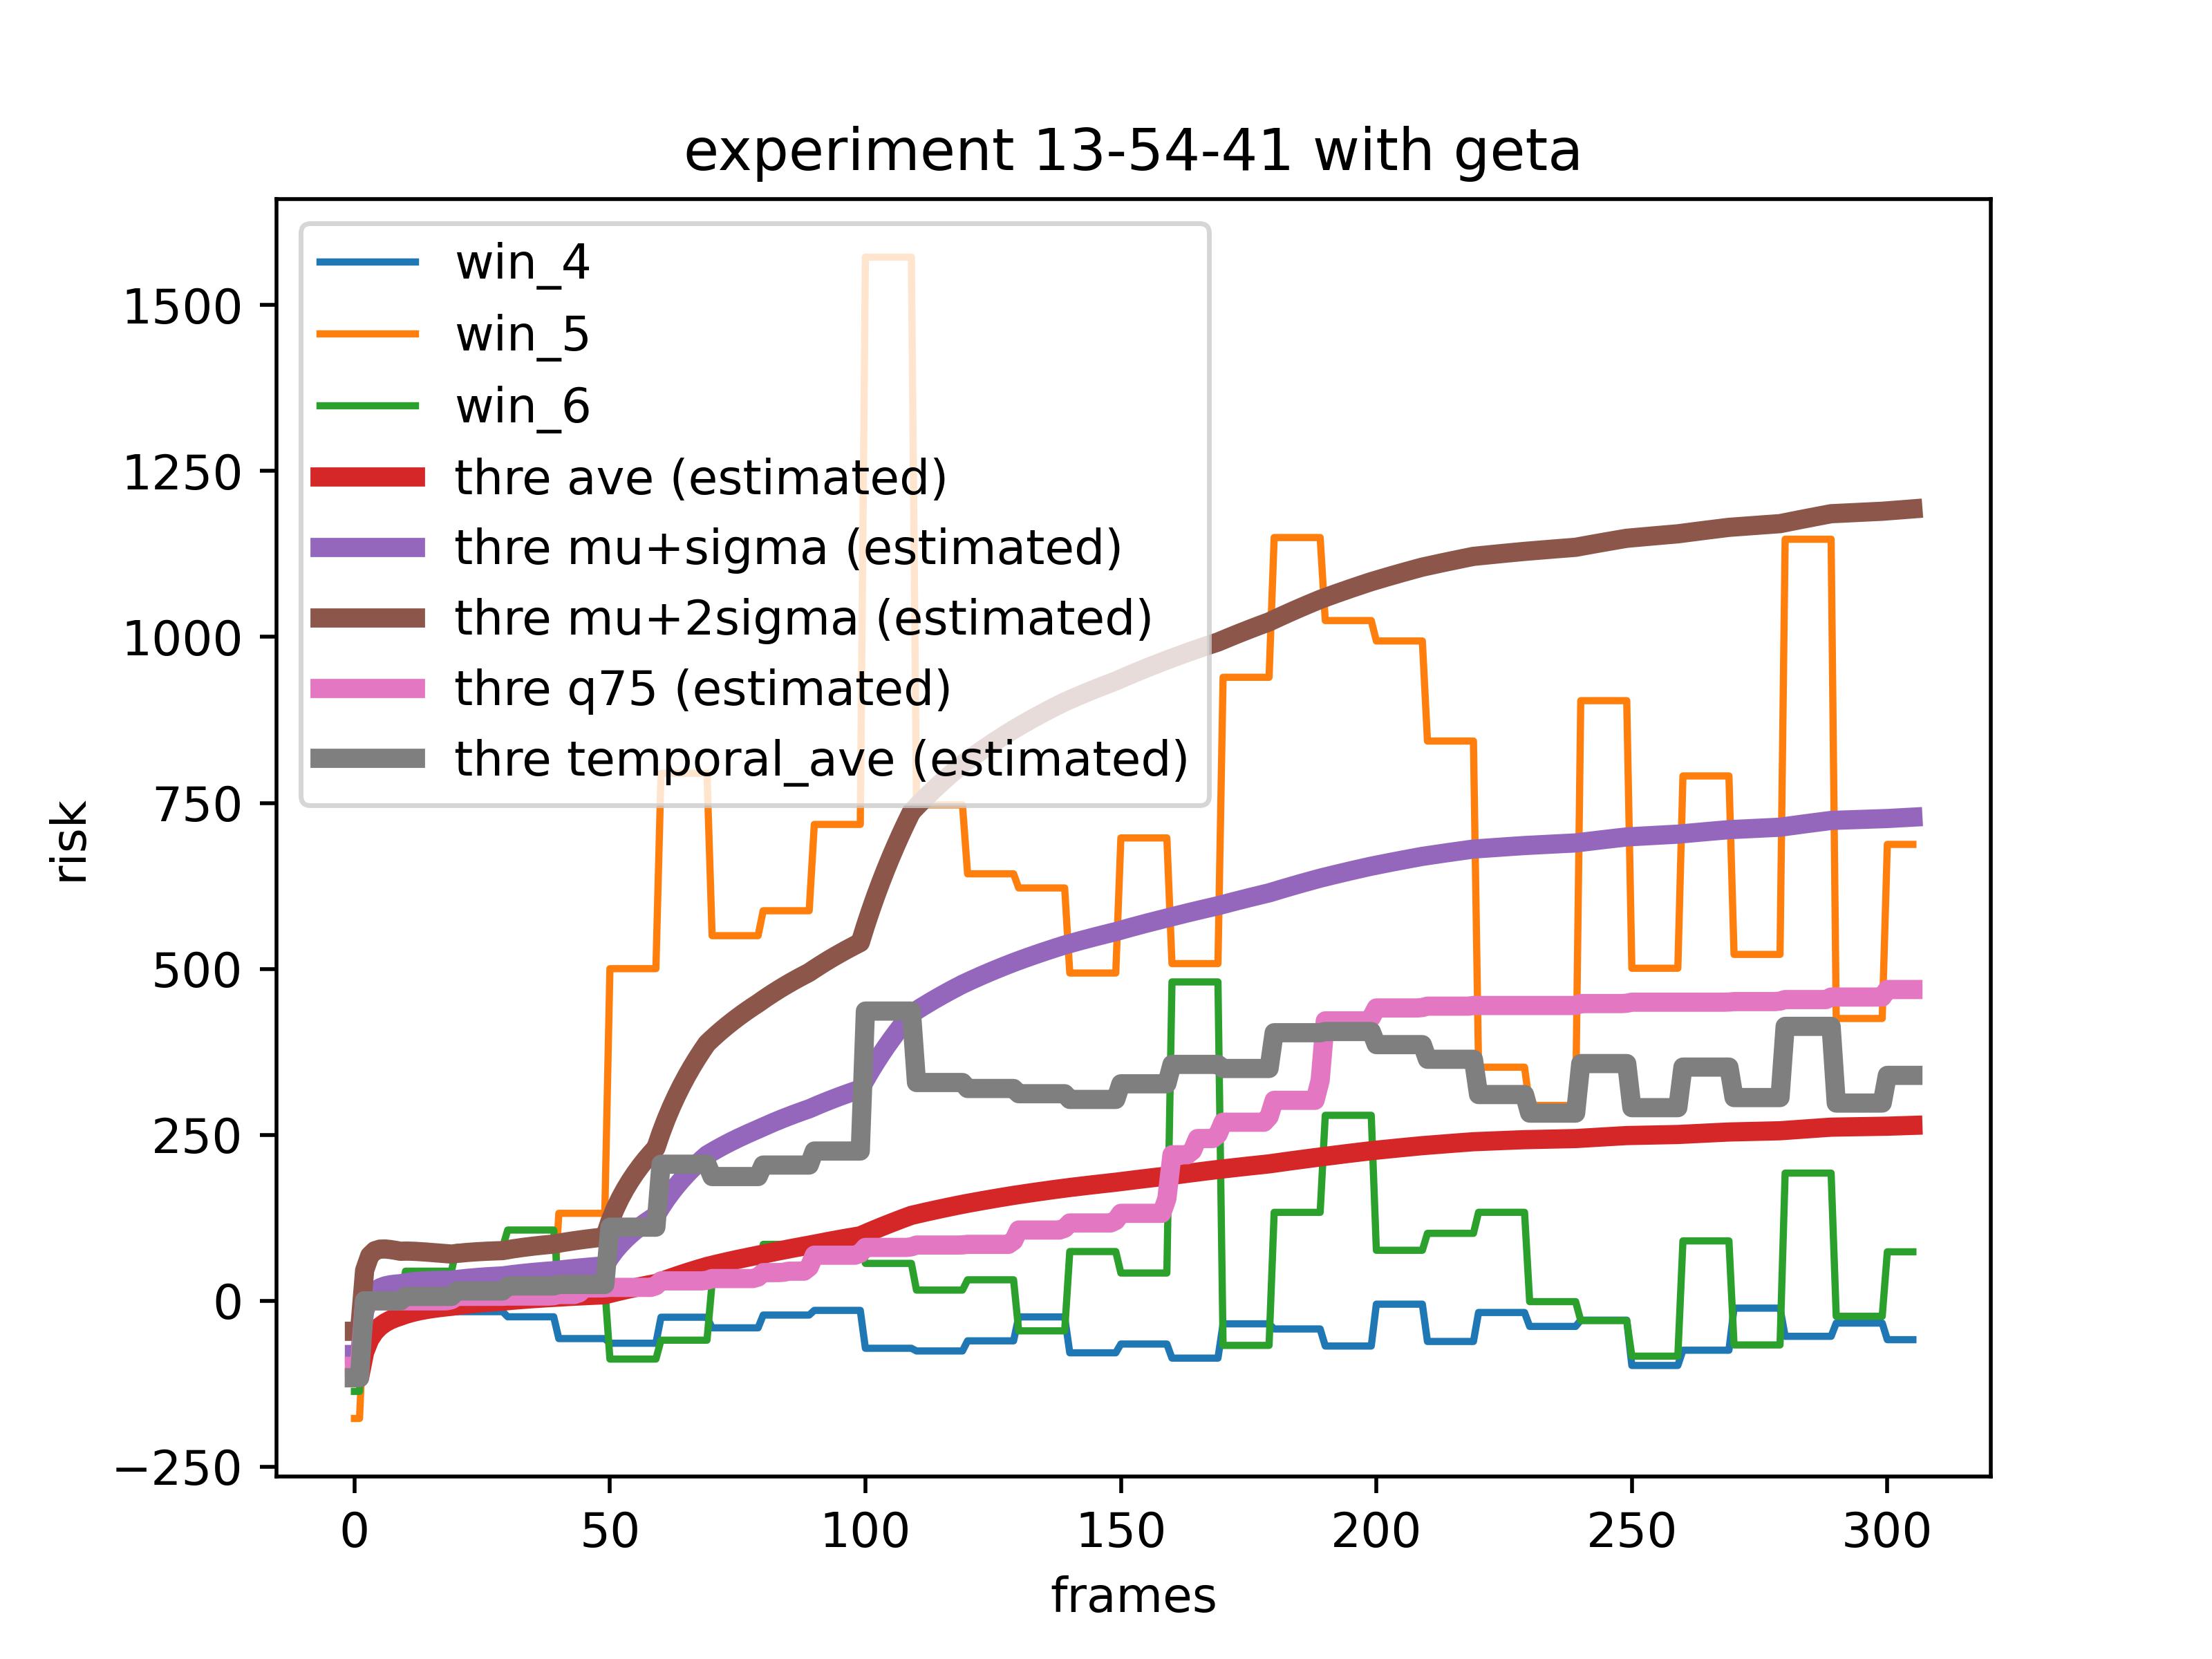 experiment 13-54-41 with geta
win_4
win_5
win_6
thre ave (estimated)
thre mu+sigma (estimated)
thre mu+2sigma (estimated)
thre q75 (estimated)
thre temporal_ave (estimated)
1500
1250
1000
750
500
250
0
−250
risk
0 50 100 150 200 250 300
frames